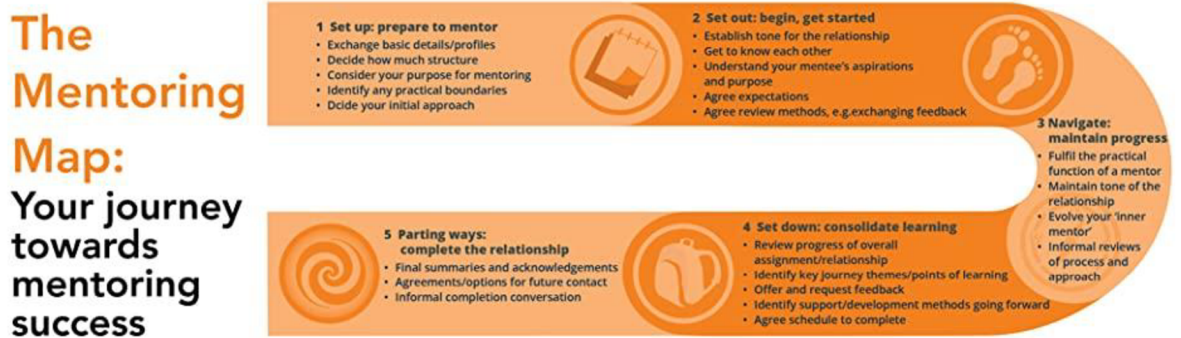 The
Mentoring
Map:
Your journey
towards
mentoring
success
1 Set up: prepare to mentor
• Exchange basic details/profiles
• Decide how much structure
• Consider your purpose for mentoring
• Identify any practical boundaries
• Dcide your initial approach
2 Set out: begin, get started
• Establish tone for the relationship
• Get to know each other
• Understand your mentee's aspirations
and purpose
• Agree expectations
• Agree review methods, e.g.exchanging feedback
3 Navigate:
maintain progress
• Fulfil the practical
function of a mentor
• Maintain tone of the
relationship
• Evolve your 'inner
mentor'
• Informal reviews
of process and
approach
4 Set down: consolidate learning
• Review progress of overall
assignment/relationship
• Identify key journey themes/points of learning
• Offer and request feedback
• Identify support/development methods going forward
• Agree schedule to complete
5 Parting ways:
complete the relationship
• Final summaries and acknowledgements
• Agreements/options for future contact
• Informal completion conversation